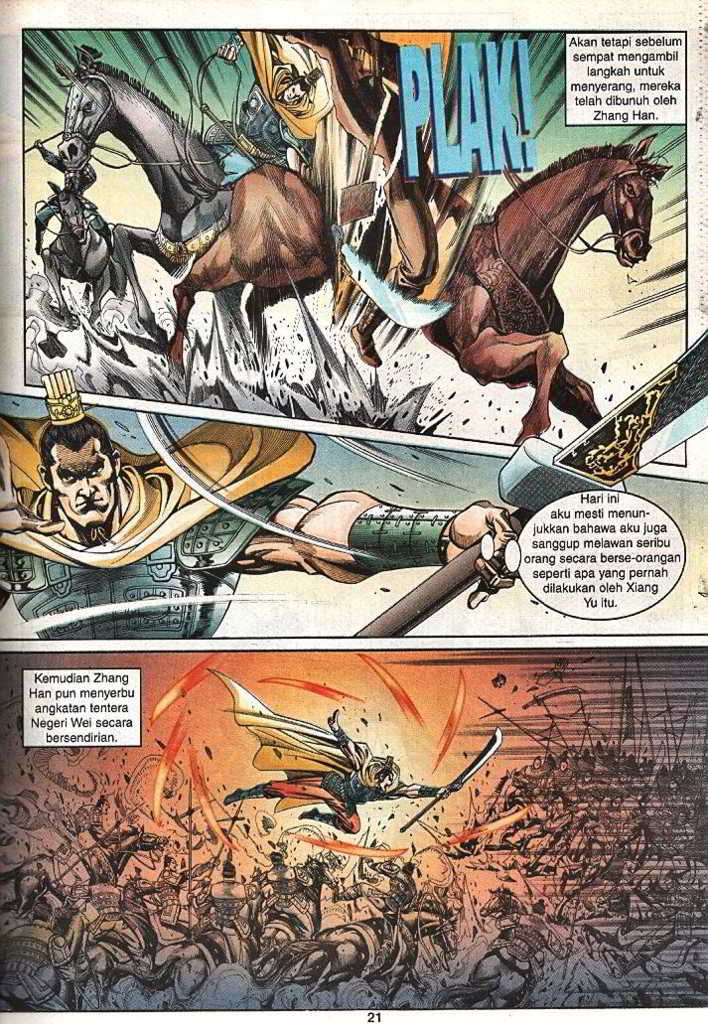 Akan tetapi sebelum
sempat mengambil
langkah untuk
menyerang, mereka
telah dibunuh oleh
Zhang Han.
PLAK!
Hari ini
aku mesti menun-
jukkan bahawa aku juga
sanggup melawan seribu
orang secara berse-orangan
seperti apa yang pernah
dilakukan oleh Xiang
Yu itu.
Kemudian Zhang
Han pun menyerbu
angkatan tentera
Negeri Wei secara
bersendirian.
21